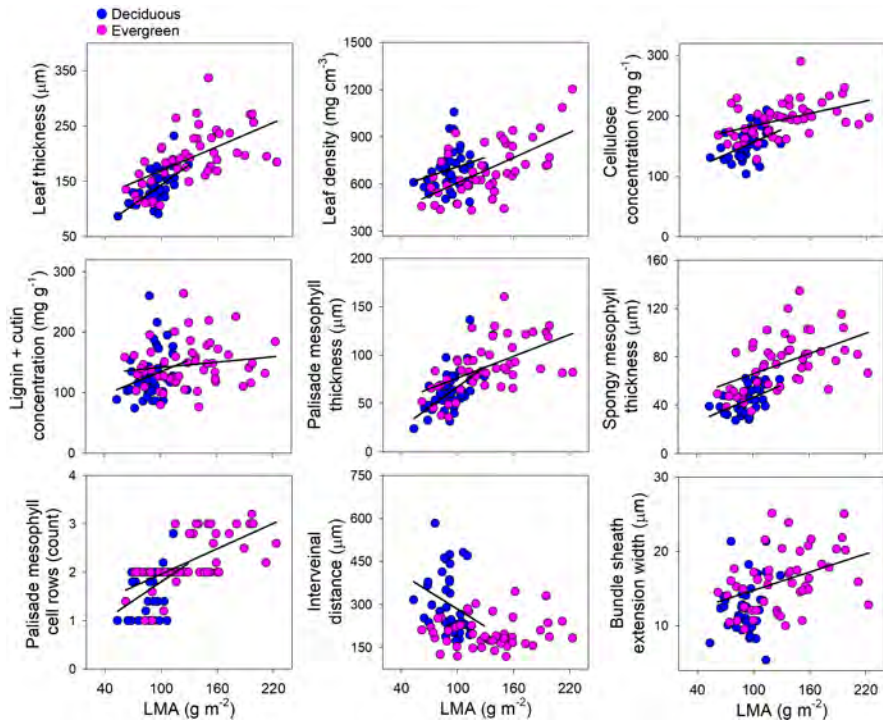 Deciduous
Evergreen
Leaf thickness (μm)
350
250
150
50
Leaf density (mg cm-3)
1500
1200
900
600
300
Cellulose
concentration (mg g-1)
300
200
100
0
Lignin + cutin
concentration (mg g-1)
300
200
100
0
Palisade mesophyll
thickness (μm)
200
150
100
50
0
Spongy mesophyll
thickness (μm)
160
120
80
40
0
Palisade mesophyll
cell rows (count)
4
3
2
1
0
40 100 160 220
LMA (g m-2)
Interveinal
distance (μm)
750
600
450
300
150
40 100 160 220
LMA (g m-2)
Bundle sheath
extension width (μm)
30
20
10
40 100 160 220
LMA (g m-2)